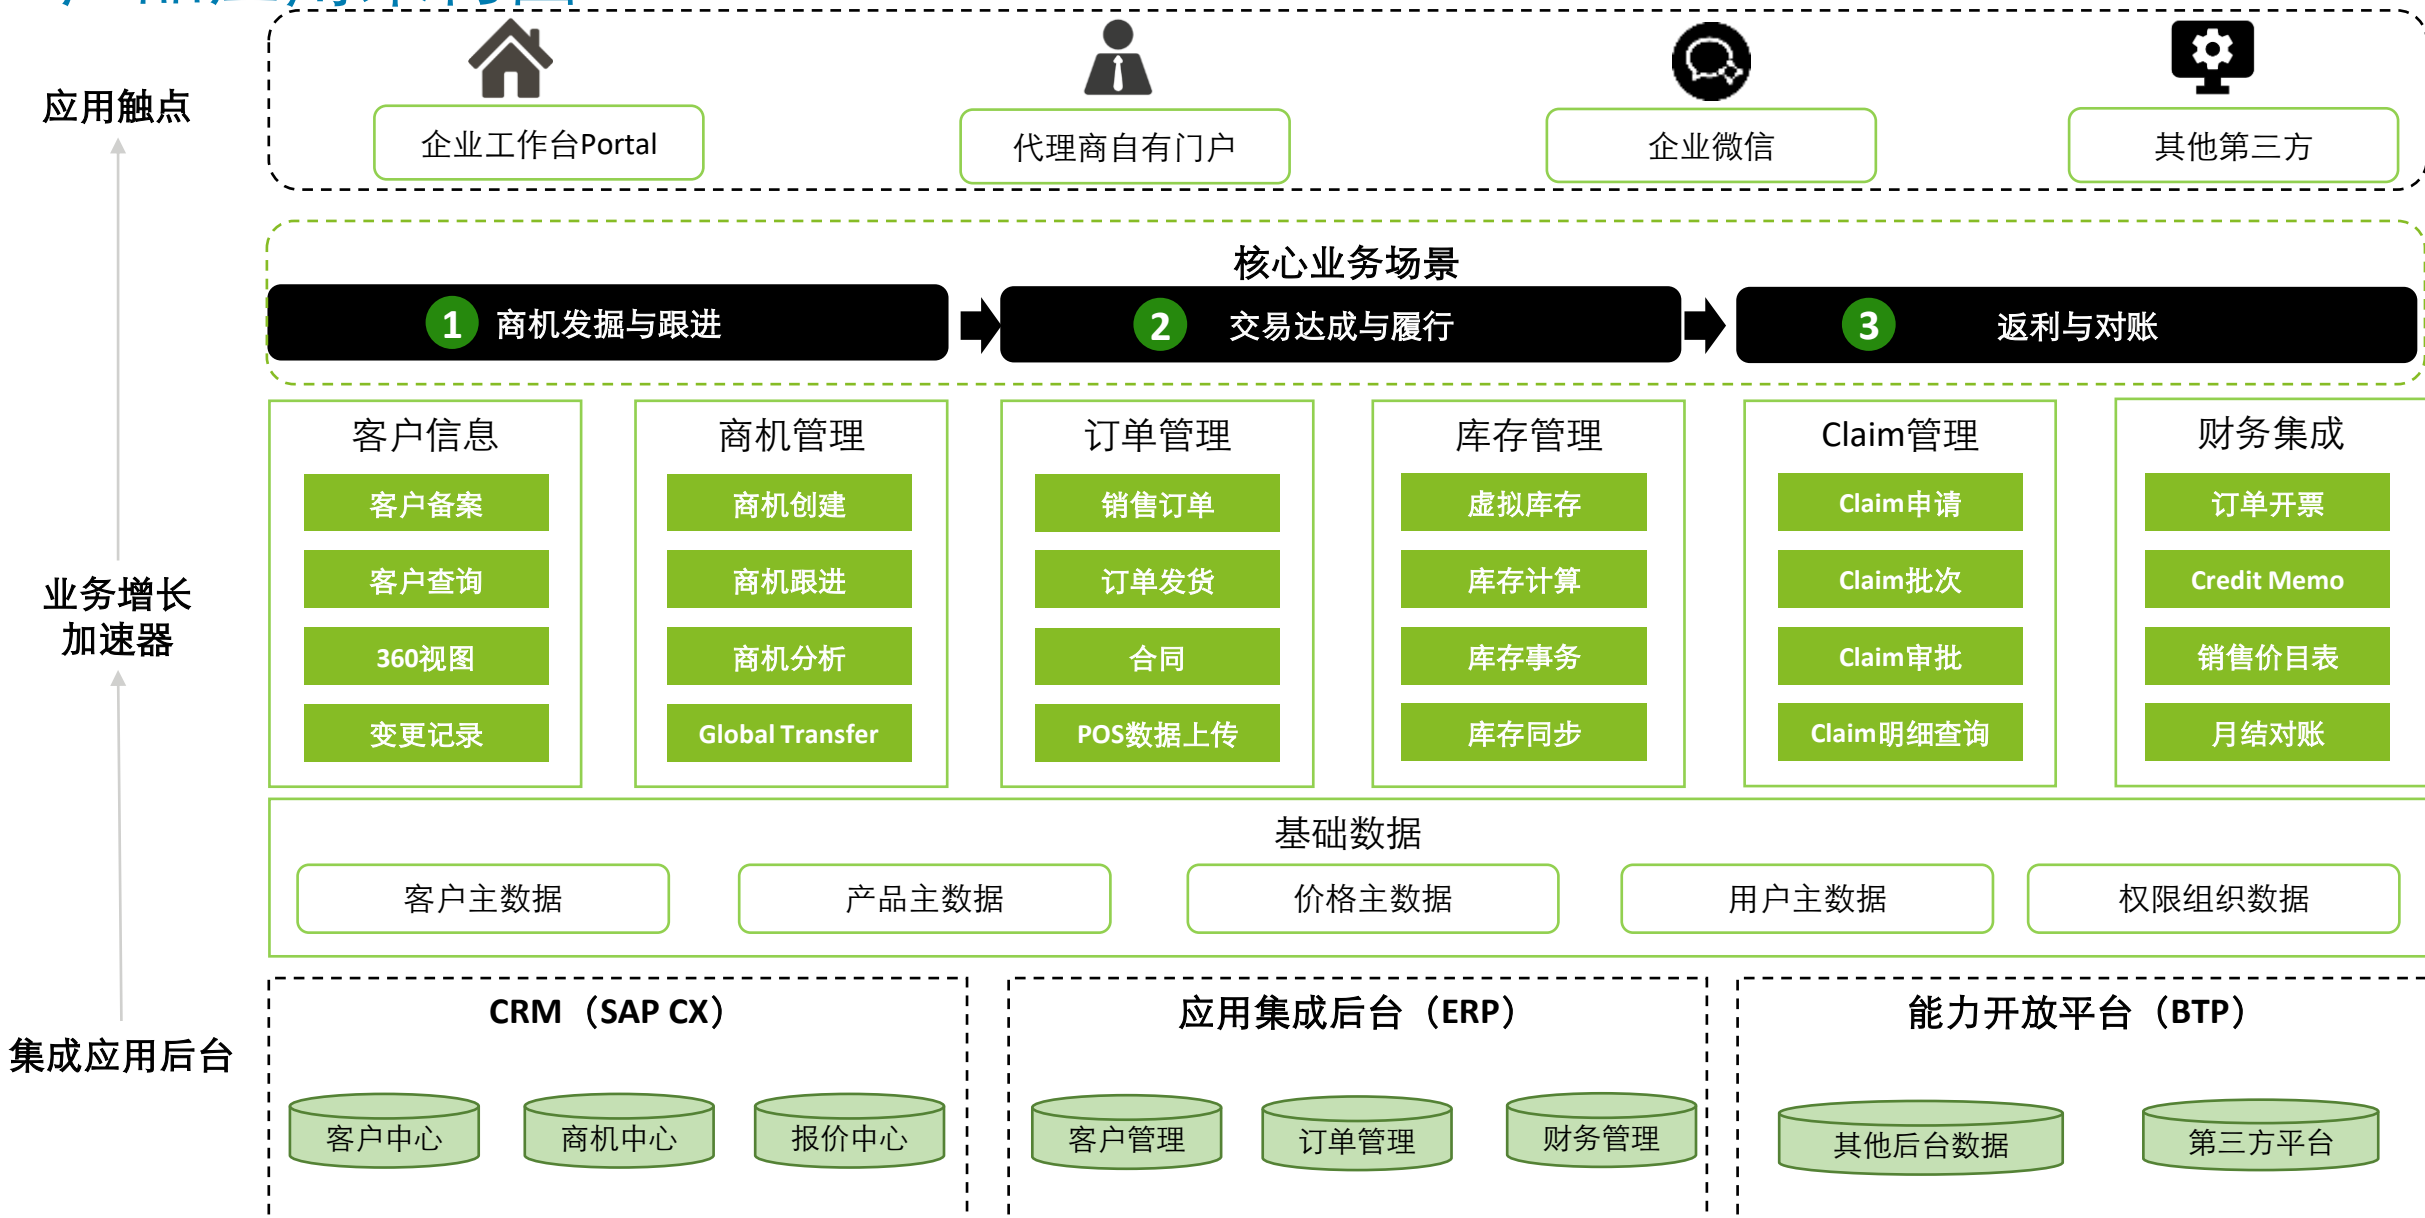 应用触点
企业工作台Portal
代理商自有门户
企业微信
其他第三方
核心业务场景
1 商机发掘与跟进
2 交易达成与履行
3 返利与对账
业务增长
加速器
客户信息
客户备案
客户查询
360视图
变更记录
商机管理
商机创建
商机跟进
商机分析
Global Transfer
订单管理
销售订单
订单发货
合同
POS数据上传
库存管理
虚拟库存
库存计算
库存事务
库存同步
Claim管理
Claim申请
Claim批次
Claim审批
Claim明细查询
财务集成
订单开票
Credit Memo
销售价目表
月结对账
基础数据
客户主数据
产品主数据
价格主数据
用户主数据
权限组织数据
集成应用后台
CRM（SAP CX）
客户中心
商机中心
报价中心
应用集成后台（ERP）
客户管理
订单管理
财务管理
能力开放平台（BTP）
其他后台数据
第三方平台